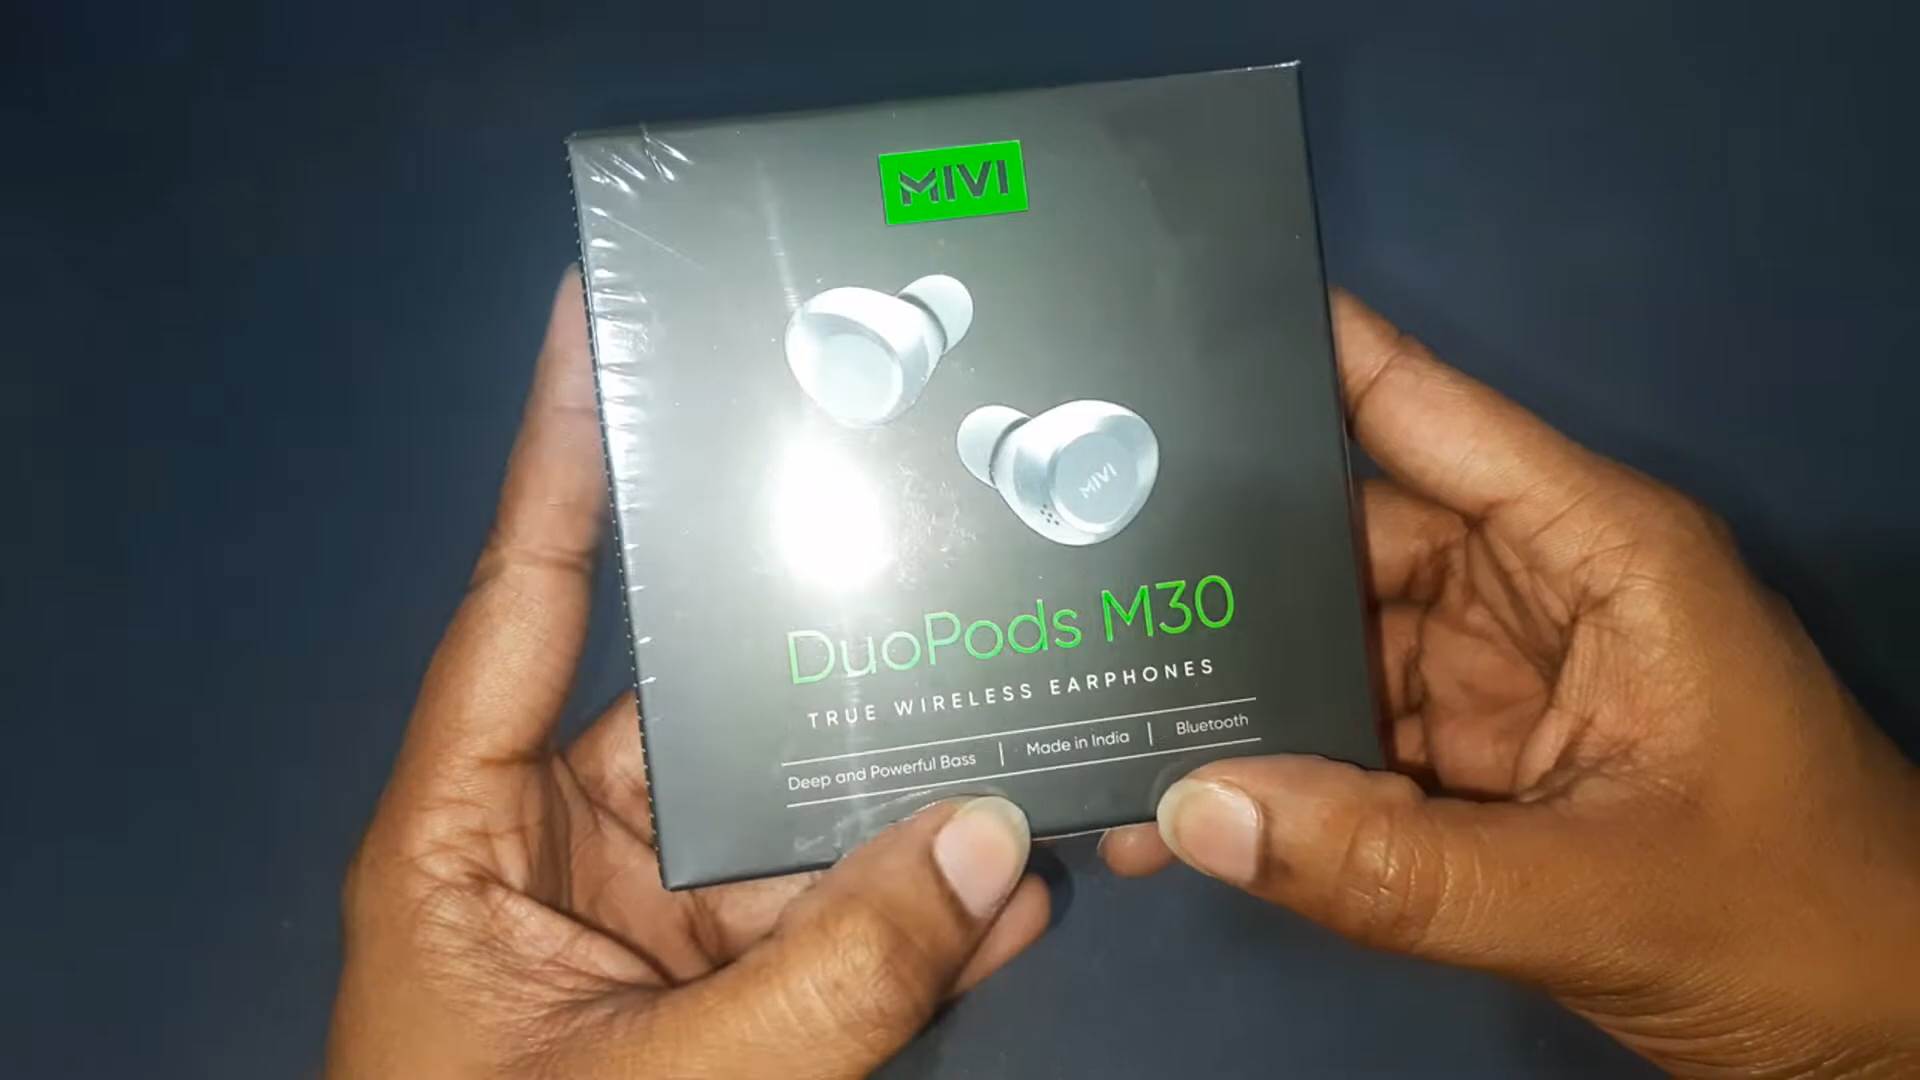 MIVI
MIVI
DuoPods M30
TRUE WIRELESS EARPHONES
Deep and Powerful Bass | Made in India | Bluetooth